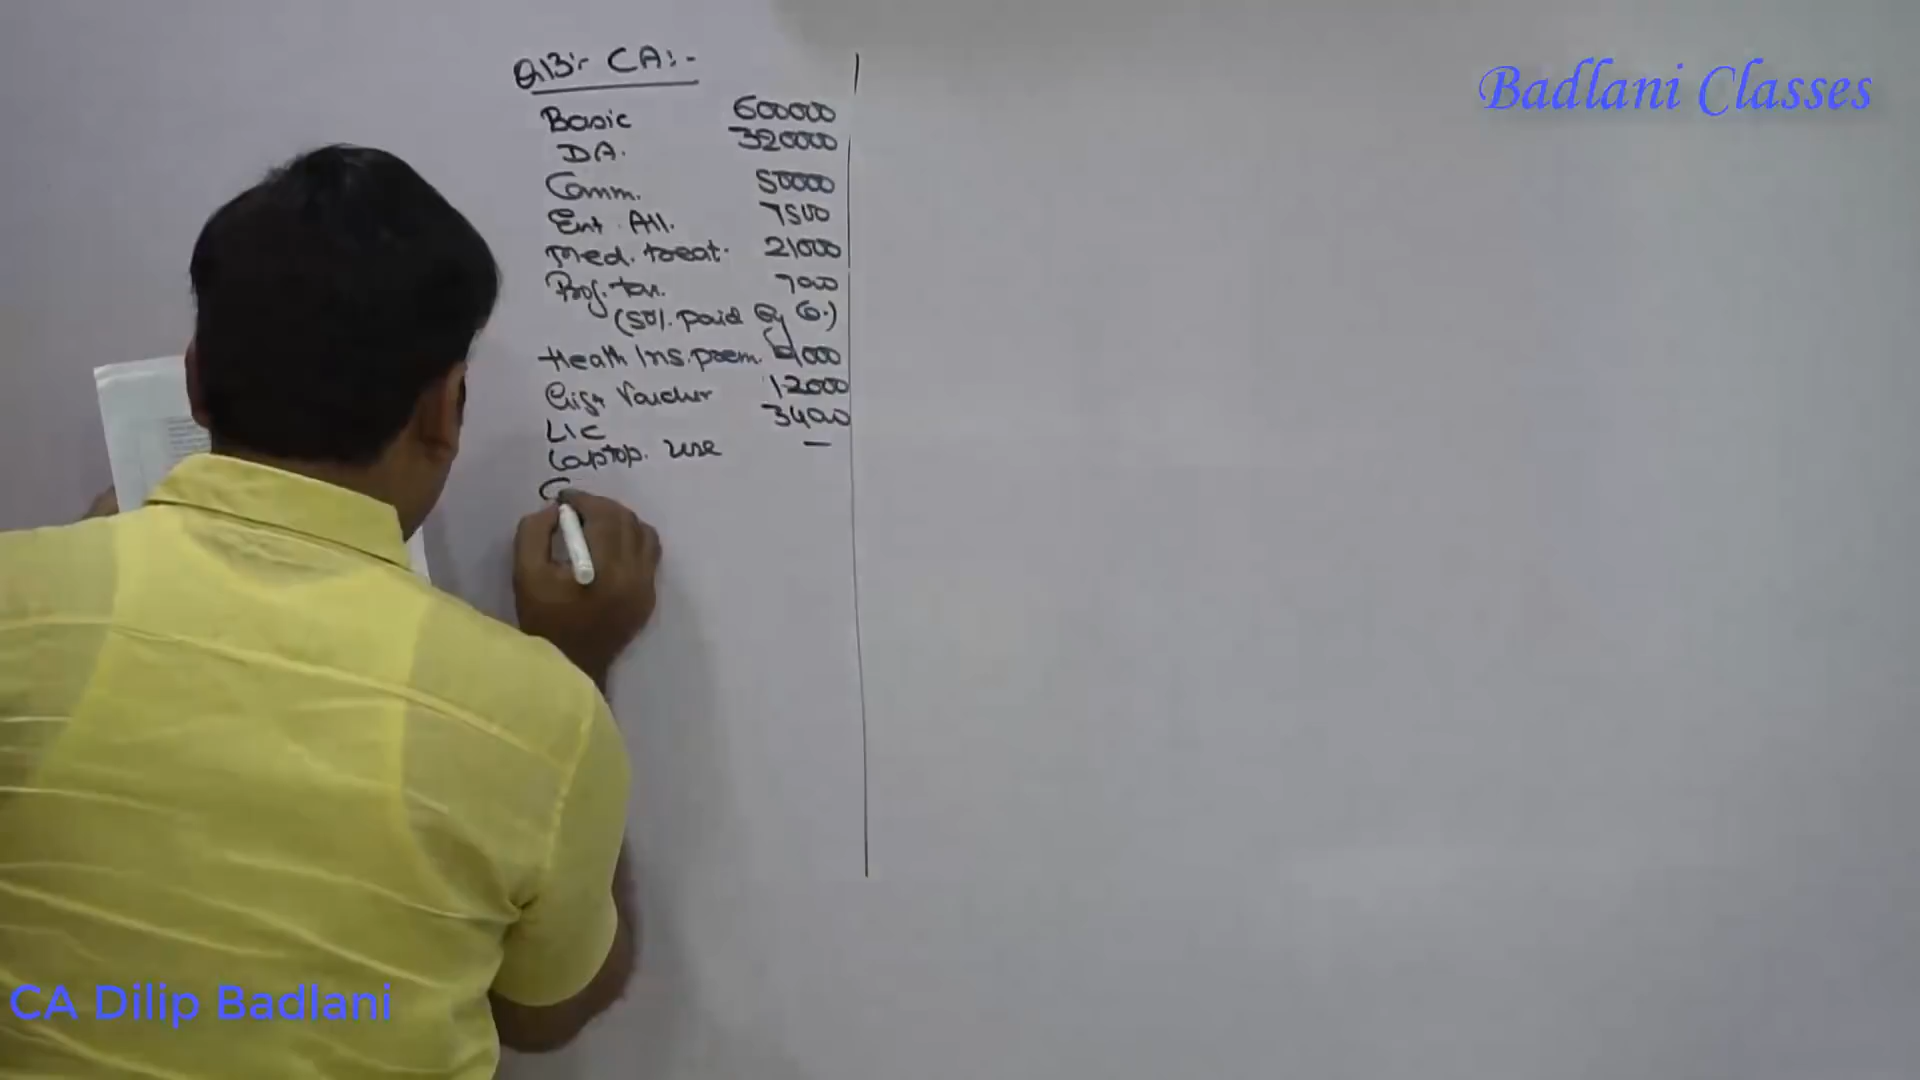 Q.13:- CA:-
Basic 600000
DA. 320000
Comm. 50000
Ent. All. 7500
Med. treat. 21000
Prof. tax. 7000
(50%. paid by Co.)
Health Ins. prem.
Gift Voucher 12000
LIC 34000
Laptop. use —
Badlani Classes
CA Dilip Badlani